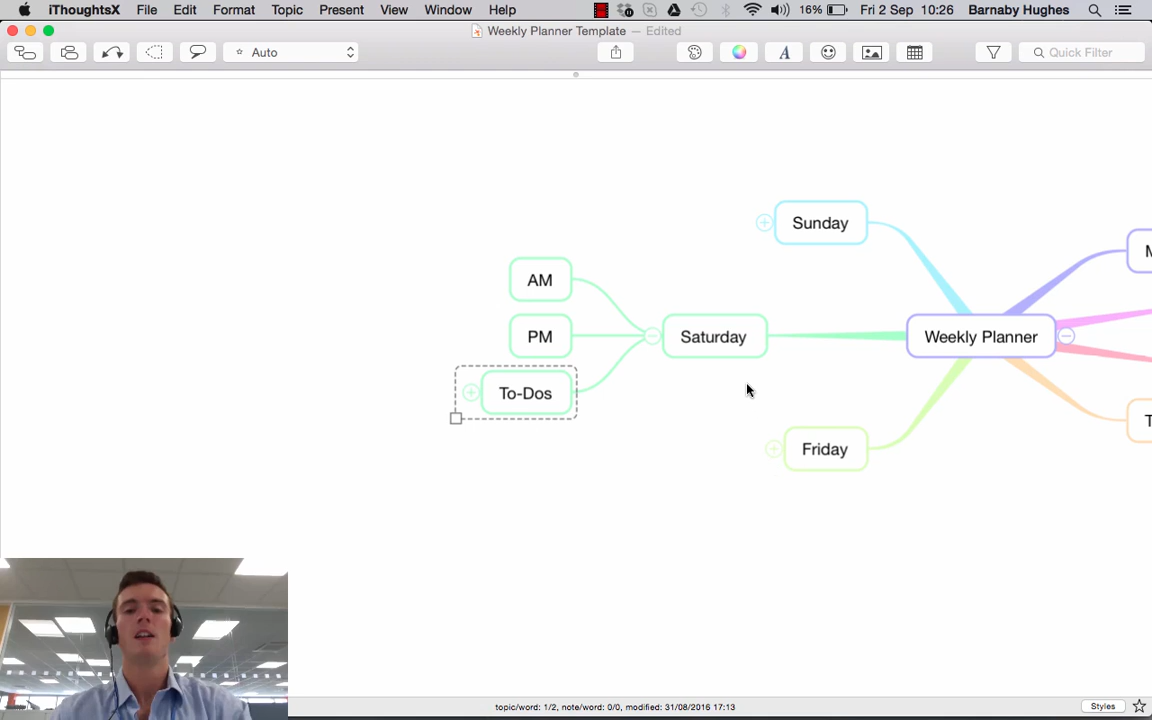 iThoughtsX File Edit Format Topic Present View Window Help 16% Fri 2 Sep 10:26 Barnaby Hughes
Weekly Planner Template — Edited
Auto A Quick Filter
Sunday
M
AM
PM
Saturday
Weekly Planner
To-Dos
T
Friday
topic/word: 1/2, note/word: 0/0, modified: 31/08/2016 17:13 Styles